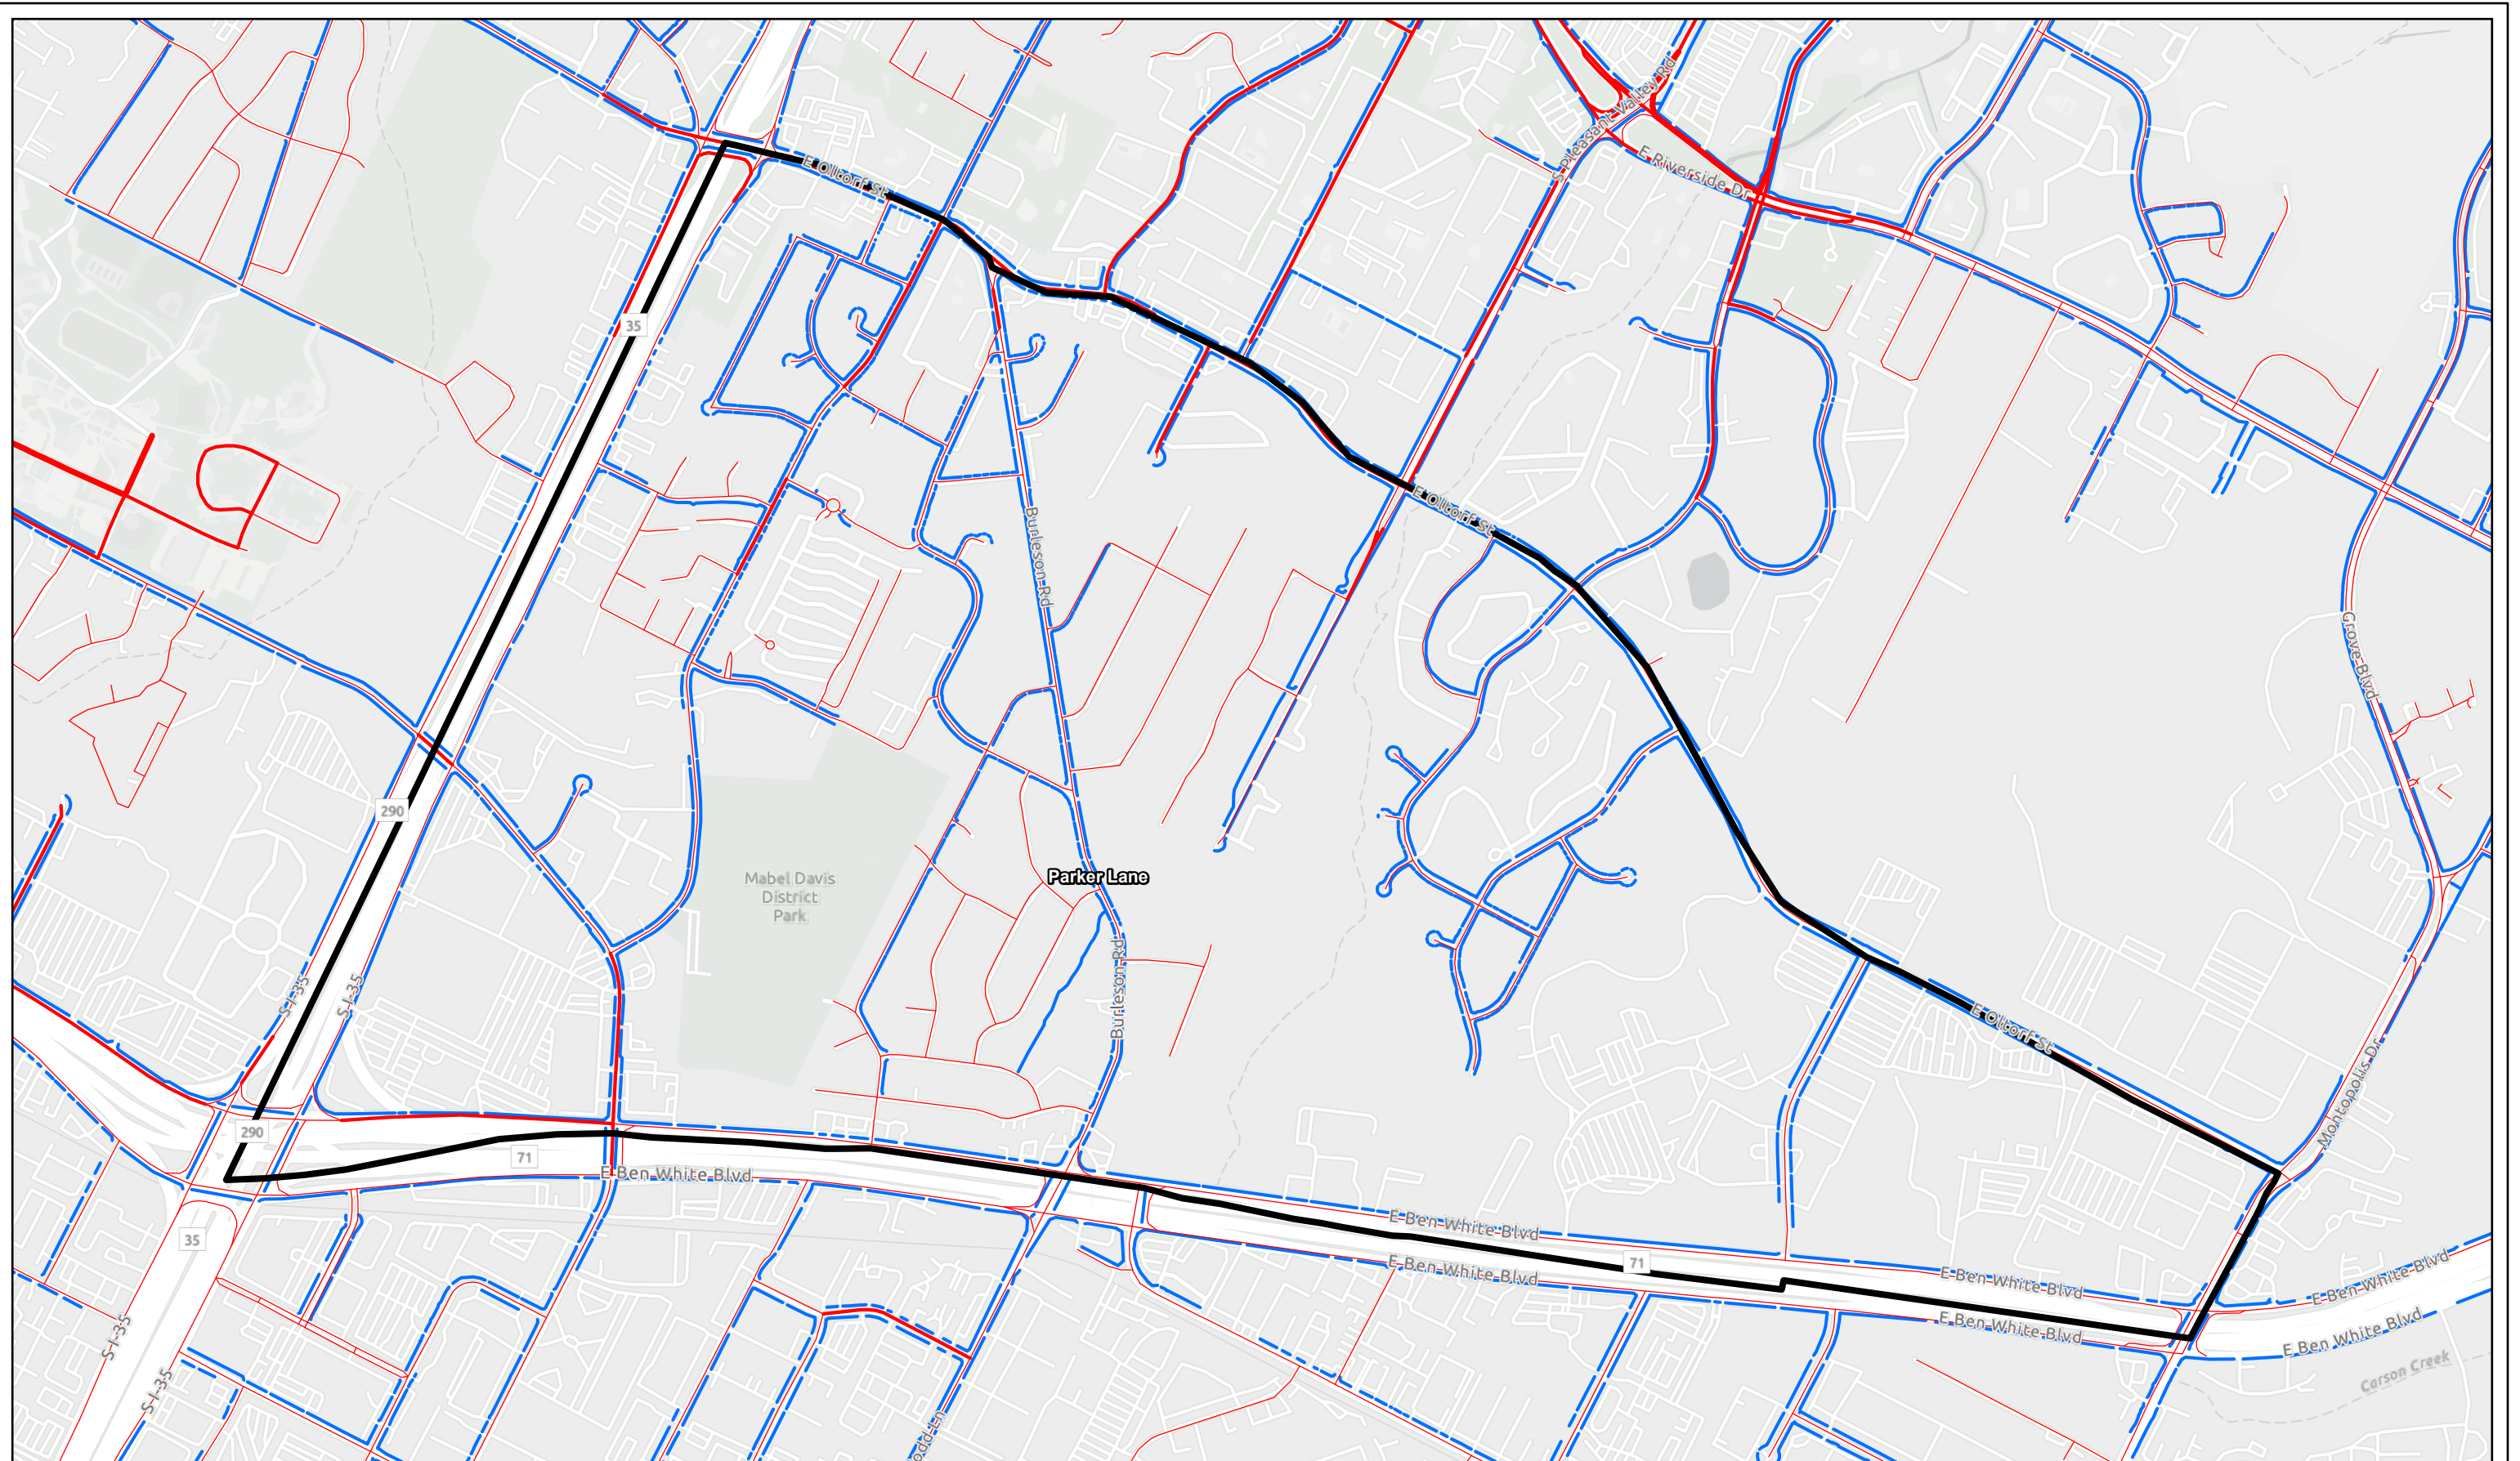 S Pleasant Valley Rd
E Riverside Dr
E Oltorf St
35
E Oltorf St
Burleson Rd
Grove Blvd
290
Mabel Davis
District
Park
Parker Lane
Burleson Rd
S I-35
S I-35
E Oltorf St
Montopolis Dr
290
71
E Ben White Blvd
35
E Ben White Blvd
71
E Ben White Blvd
E Ben White Blvd
E Ben White Blvd
E Ben White Blvd
E Ben White Blvd
S I-35
S I-35
Carson Creek